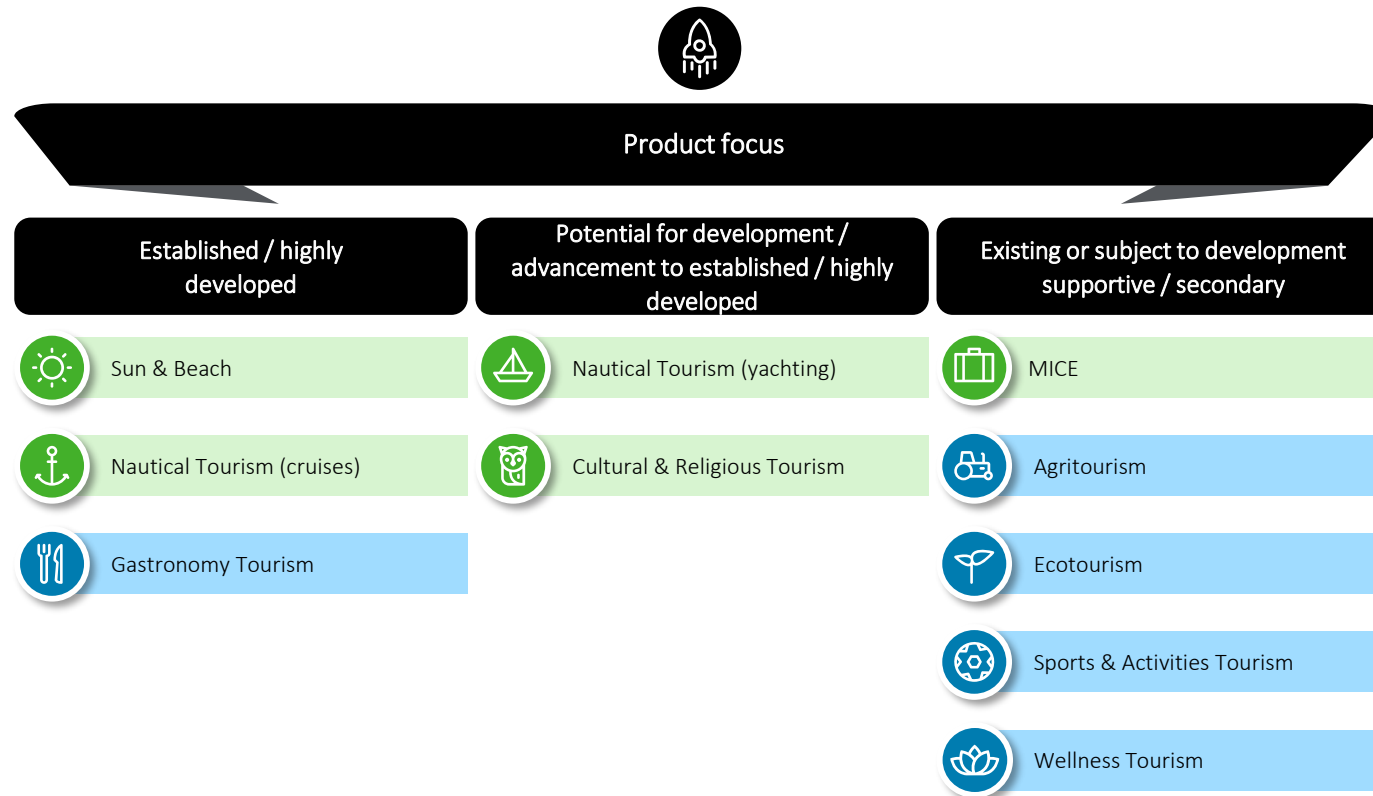 Product focus
Established / highly
developed
Potential for development /
advancement to established / highly
developed
Existing or subject to development
supportive / secondary
Sun & Beach
Nautical Tourism (cruises)
Gastronomy Tourism
Nautical Tourism (yachting)
Cultural & Religious Tourism
MICE
Agritourism
Ecotourism
Sports & Activities Tourism
Wellness Tourism